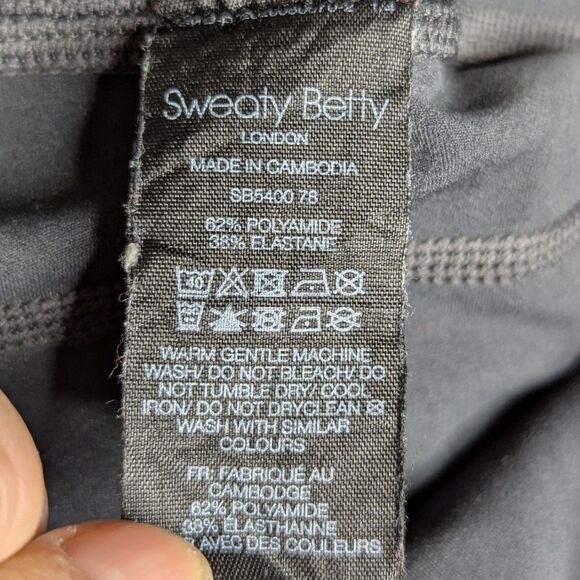 Sweaty Betty
LONDON
MADE IN CAMBODIA
SB5400 78
62% POLYAMIDE
38% ELASTANE
40
WARM GENTLE MACHINE
WASH/ DO NOT BLEACH/ DO
NOT TUMBLE DRY/ COOL
IRON/ DO NOT DRYCLEAN
WASH WITH SIMILAR
COLOURS
FR: FABRIQUÉ AU
CAMBODGE
62% POLYAMIDE
38% ÉLASTHANNE
AVEC DES COULEURS